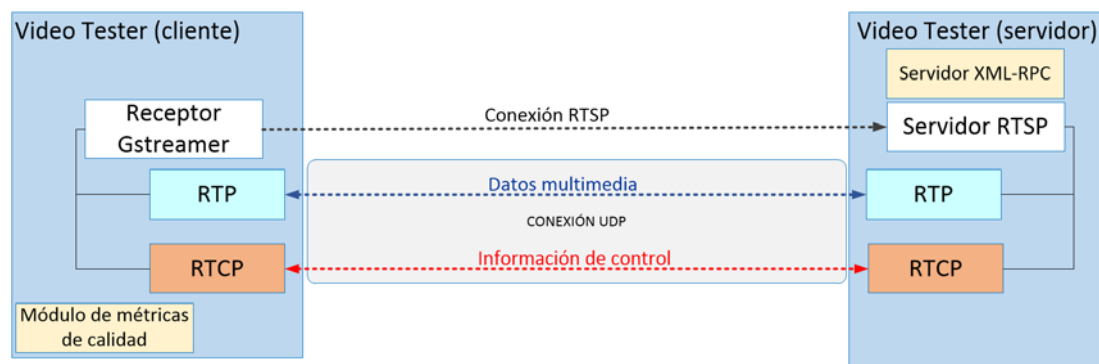 Video Tester (cliente)
Video Tester (servidor)
Servidor XML-RPC
Receptor
Gstreamer
Conexión RTSP
Servidor RTSP
RTP
Datos multimedia
RTP
CONEXIÓN UDP
RTCP
Información de control
RTCP
Módulo de métricas
de calidad